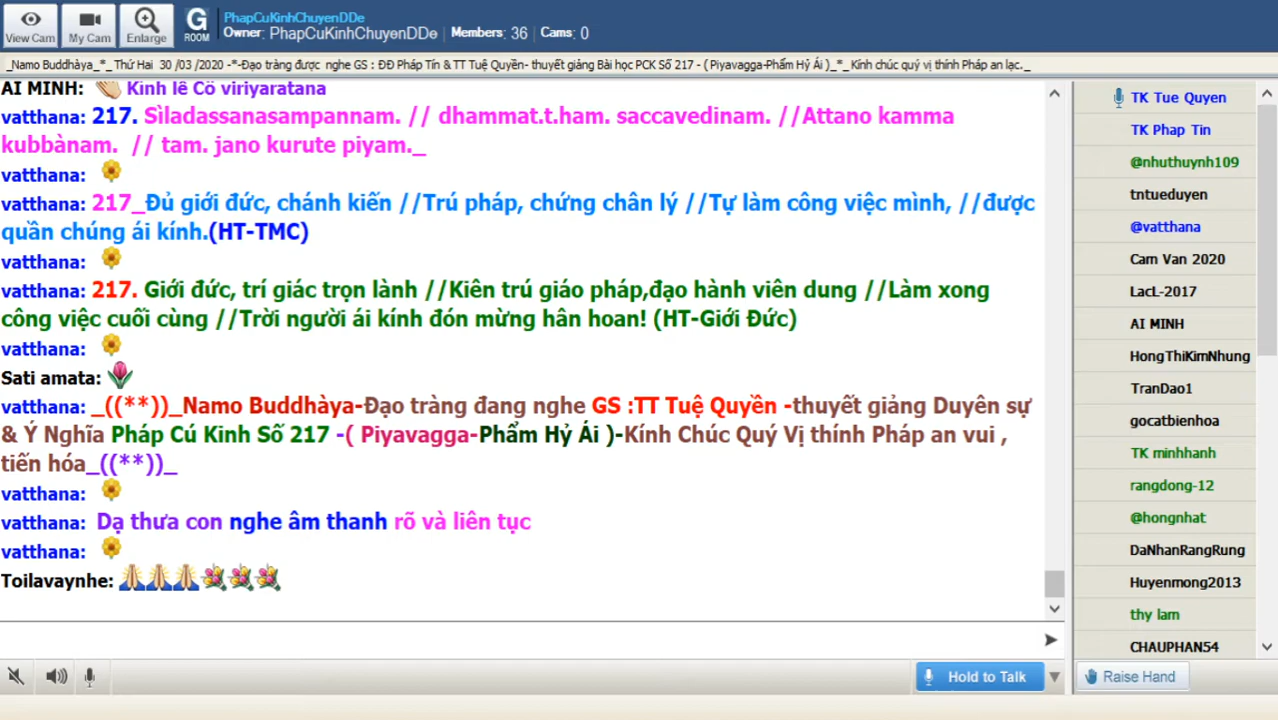 View Cam
My Cam
Enlarge
G
ROOM
PhapCuKinhChuyenDDe
Owner: PhapCuKinhChuyenDDe Members: 36 Cams: 0
_Namo Buddhàya_*_ Thứ Hai 30 /03 /2020 -*-Đạo tràng được nghe GS : ĐĐ Pháp Tín & TT Tuệ Quyền- thuyết giảng Bài học PCK Số 217 - ( Piyavagga-Phẩm Hỷ Ái )_*_ Kính chúc quý vị thính Pháp an lạc._
AI MINH: Kinh lê Cô viriyaratana
vatthana: 217. Sìladassanasampannam. // dhammat.t.ham. saccavedinam. //Attano kamma
kubbànam. // tam. jano kurute piyam._
vatthana:
vatthana: 217_Đủ giới đức, chánh kiến //Trú pháp, chứng chân lý //Tự làm công việc mình, //được
quần chúng ái kính.(HT-TMC)
vatthana:
vatthana: 217. Giới đức, trí giác trọn lành //Kiên trú giáo pháp,đạo hành viên dung //Làm xong
công việc cuối cùng //Trời người ái kính đón mừng hân hoan! (HT-Giới Đức)
vatthana:
Sati amata:
vatthana: _((**))_Namo Buddhàya-Đạo tràng đang nghe GS :TT Tuệ Quyền -thuyết giảng Duyên sự
& Ý Nghĩa Pháp Cú Kinh Số 217 -( Piyavagga-Phẩm Hỷ Ái )-Kính Chúc Quý Vị thính Pháp an vui ,
tiến hóa_((**))_
vatthana:
vatthana: Dạ thưa con nghe âm thanh rõ và liên tục
vatthana:
Toilavaynhe:
TK Tue Quyen
TK Phap Tin
@nhuthuynh109
tntueduyen
@vatthana
Cam Van 2020
LacL-2017
AI MINH
HongThiKimNhung
TranDao1
gocatbienhoa
TK minhhanh
rangdong-12
@hongnhat
DaNhanRangRung
Huyenmong2013
thy lam
CHAUPHAN54
Hold to Talk
Raise Hand